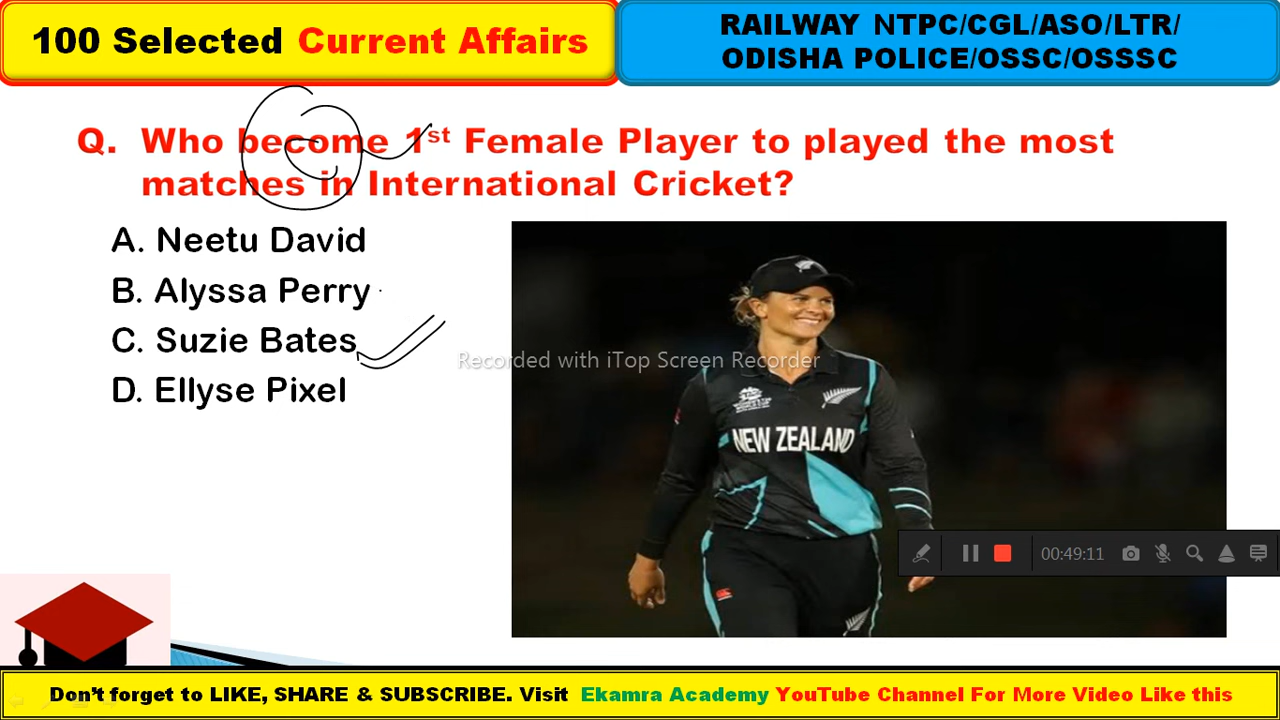 100 Selected Current Affairs
RAILWAY NTPC/CGL/ASO/LTR/
ODISHA POLICE/OSSC/OSSSC
Q. Who become 1st Female Player to played the most
matches in International Cricket?
A. Neetu David
B. Alyssa Perry
C. Suzie Bates
D. Ellyse Pixel
Recorded with iTop Screen Recorder
NEW ZEALAND
00:49:11
Don't forget to LIKE, SHARE & SUBSCRIBE. Visit Ekamra Academy YouTube Channel For More Video Like this